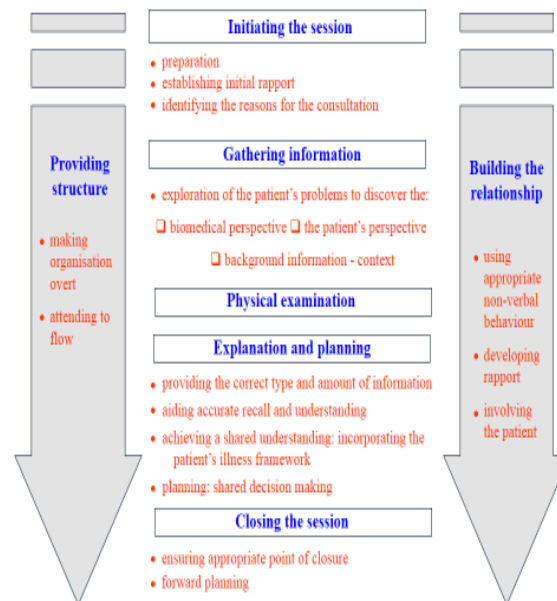 Initiating the session
• preparation
• establishing initial rapport
• identifying the reasons for the consultation
Providing
structure
• making
organisation
overt
• attending to
flow
Gathering information
• exploration of the patient's problems to discover the:
❑ biomedical perspective ❑ the patient's perspective
❑ background information - context
Physical examination
Explanation and planning
• providing the correct type and amount of information
• aiding accurate recall and understanding
• achieving a shared understanding: incorporating the
patient's illness framework
• planning: shared decision making
Closing the session
• ensuring appropriate point of closure
• forward planning
Building the
relationship
• using
appropriate
non-verbal
behaviour
• developing
rapport
• involving
the patient